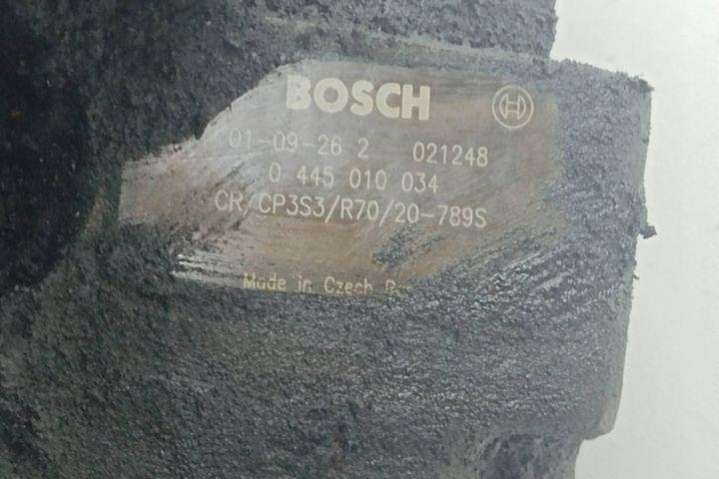 BOSCH
01-09-26 2 021248
0 445 010 034
CR/CP3S3/R70/20-789S
Made in Czech